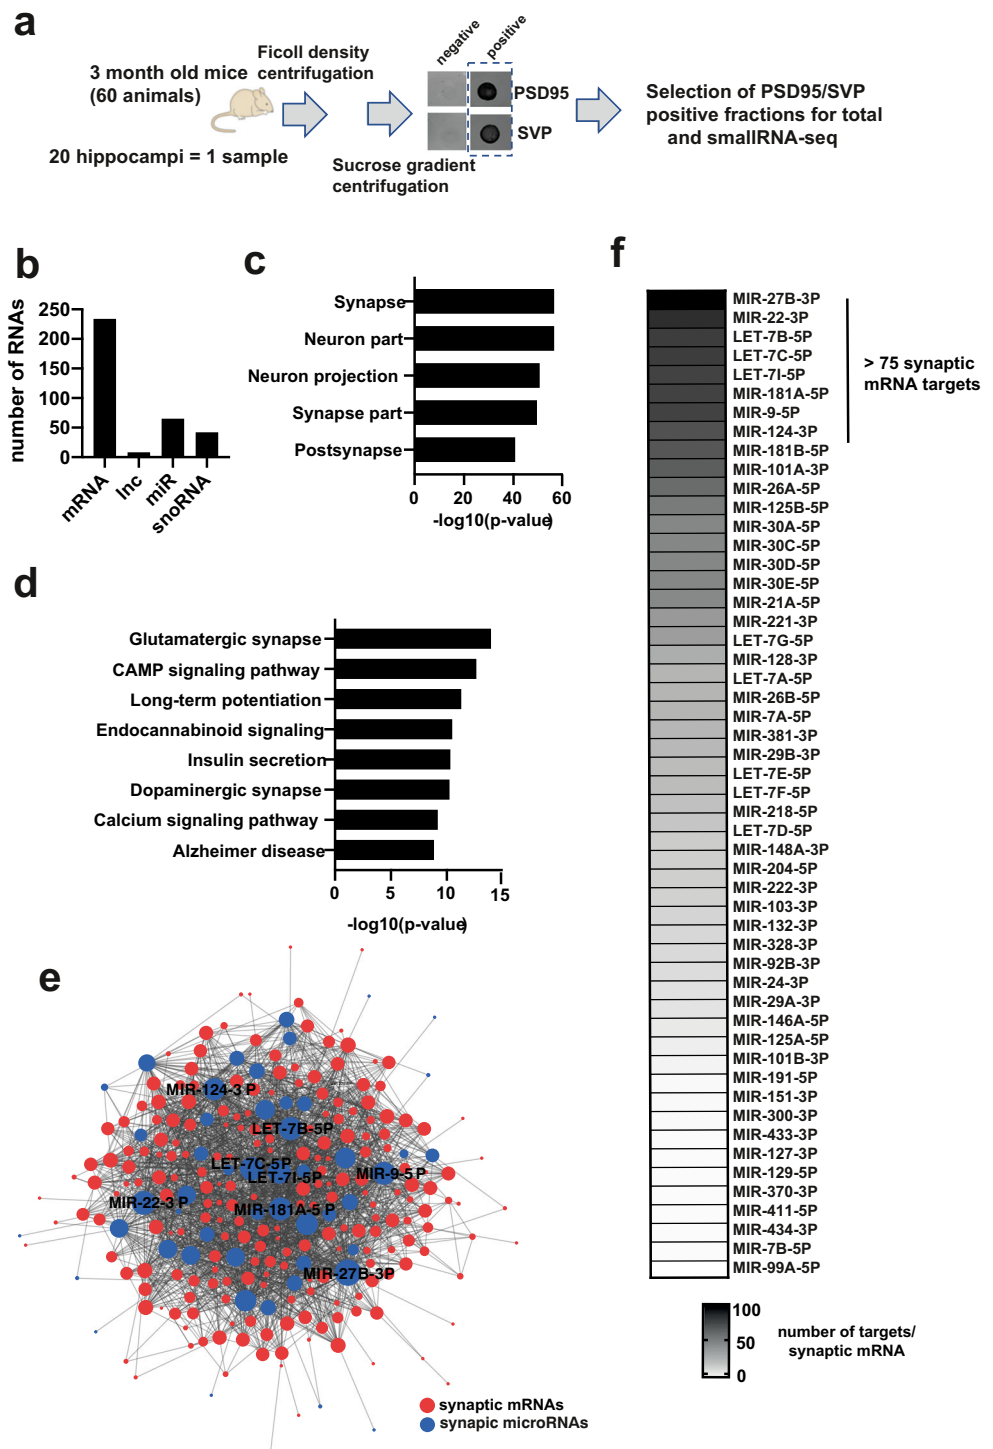 a
3 month old mice
(60 animals)
20 hippocampi = 1 sample
Ficoll density
centrifugation
Sucrose gradient
centrifugation
negative
positive
PSD95
SVP
Selection of PSD95/SVP
positive fractions for total
and smallRNA-seq
b
number of RNAs
250
200
150
100
50
0
mRNA
lnc
miR
snoRNA
c
Synapse
Neuron part
Neuron projection
Synapse part
Postsynapse
0 20 40 60
-log10(p-value)
d
Glutamatergic synapse
CAMP signaling pathway
Long-term potentiation
Endocannabinoid signaling
Insulin secretion
Dopaminergic synapse
Calcium signaling pathway
Alzheimer disease
0 5 10 15
-log10(p-value)
e
MIR-124-3 P
LET-7B-5P
LET-7C-5P
LET-7I-5P
MIR-9-5 P
MIR-22-3 P
MIR-181A-5 P
MIR-27B-3P
synaptic mRNAs
synapic microRNAs
f
MIR-27B-3P
MIR-22-3P
LET-7B-5P
LET-7C-5P
LET-7I-5P
MIR-181A-5P
MIR-9-5P
MIR-124-3P
MIR-181B-5P
MIR-101A-3P
MIR-26A-5P
MIR-125B-5P
MIR-30A-5P
MIR-30C-5P
MIR-30D-5P
MIR-30E-5P
MIR-21A-5P
MIR-221-3P
LET-7G-5P
MIR-128-3P
LET-7A-5P
MIR-26B-5P
MIR-7A-5P
MIR-381-3P
MIR-29B-3P
LET-7E-5P
LET-7F-5P
MIR-218-5P
LET-7D-5P
MIR-148A-3P
MIR-204-5P
MIR-222-3P
MIR-103-3P
MIR-132-3P
MIR-328-3P
MIR-92B-3P
MIR-24-3P
MIR-29A-3P
MIR-146A-5P
MIR-125A-5P
MIR-101B-3P
MIR-191-5P
MIR-151-3P
MIR-300-3P
MIR-433-3P
MIR-127-3P
MIR-129-5P
MIR-370-3P
MIR-411-5P
MIR-434-3P
MIR-7B-5P
MIR-99A-5P
> 75 synaptic
mRNA targets
100
50
0
number of targets/
synaptic mRNA